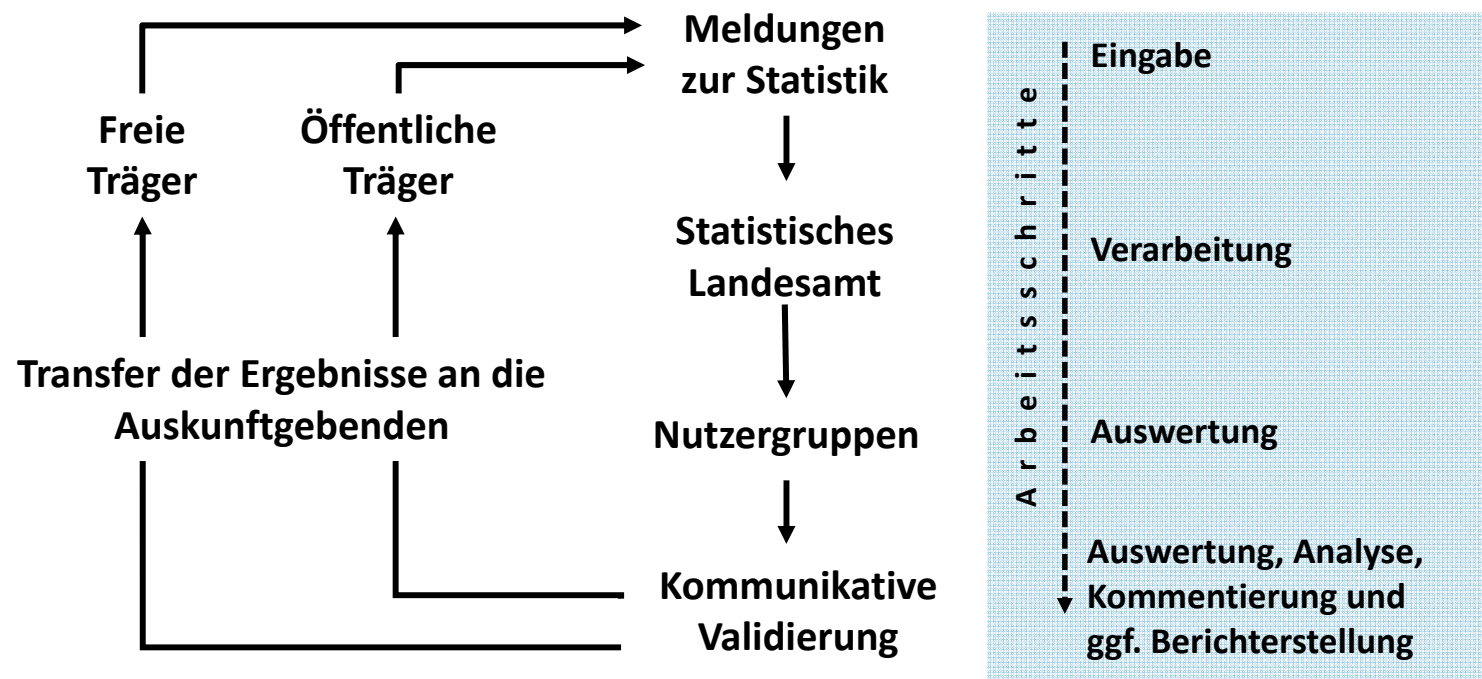 Meldungen
zur Statistik
Freie
Träger
Öffentliche
Träger
Statistisches
Landesamt
Transfer der Ergebnisse an die
Auskunftgebenden
Nutzergruppen
Kommunikative
Validierung
Arbeitsschritte
Eingabe
Verarbeitung
Auswertung
Auswertung, Analyse,
Kommentierung und
ggf. Berichterstellung